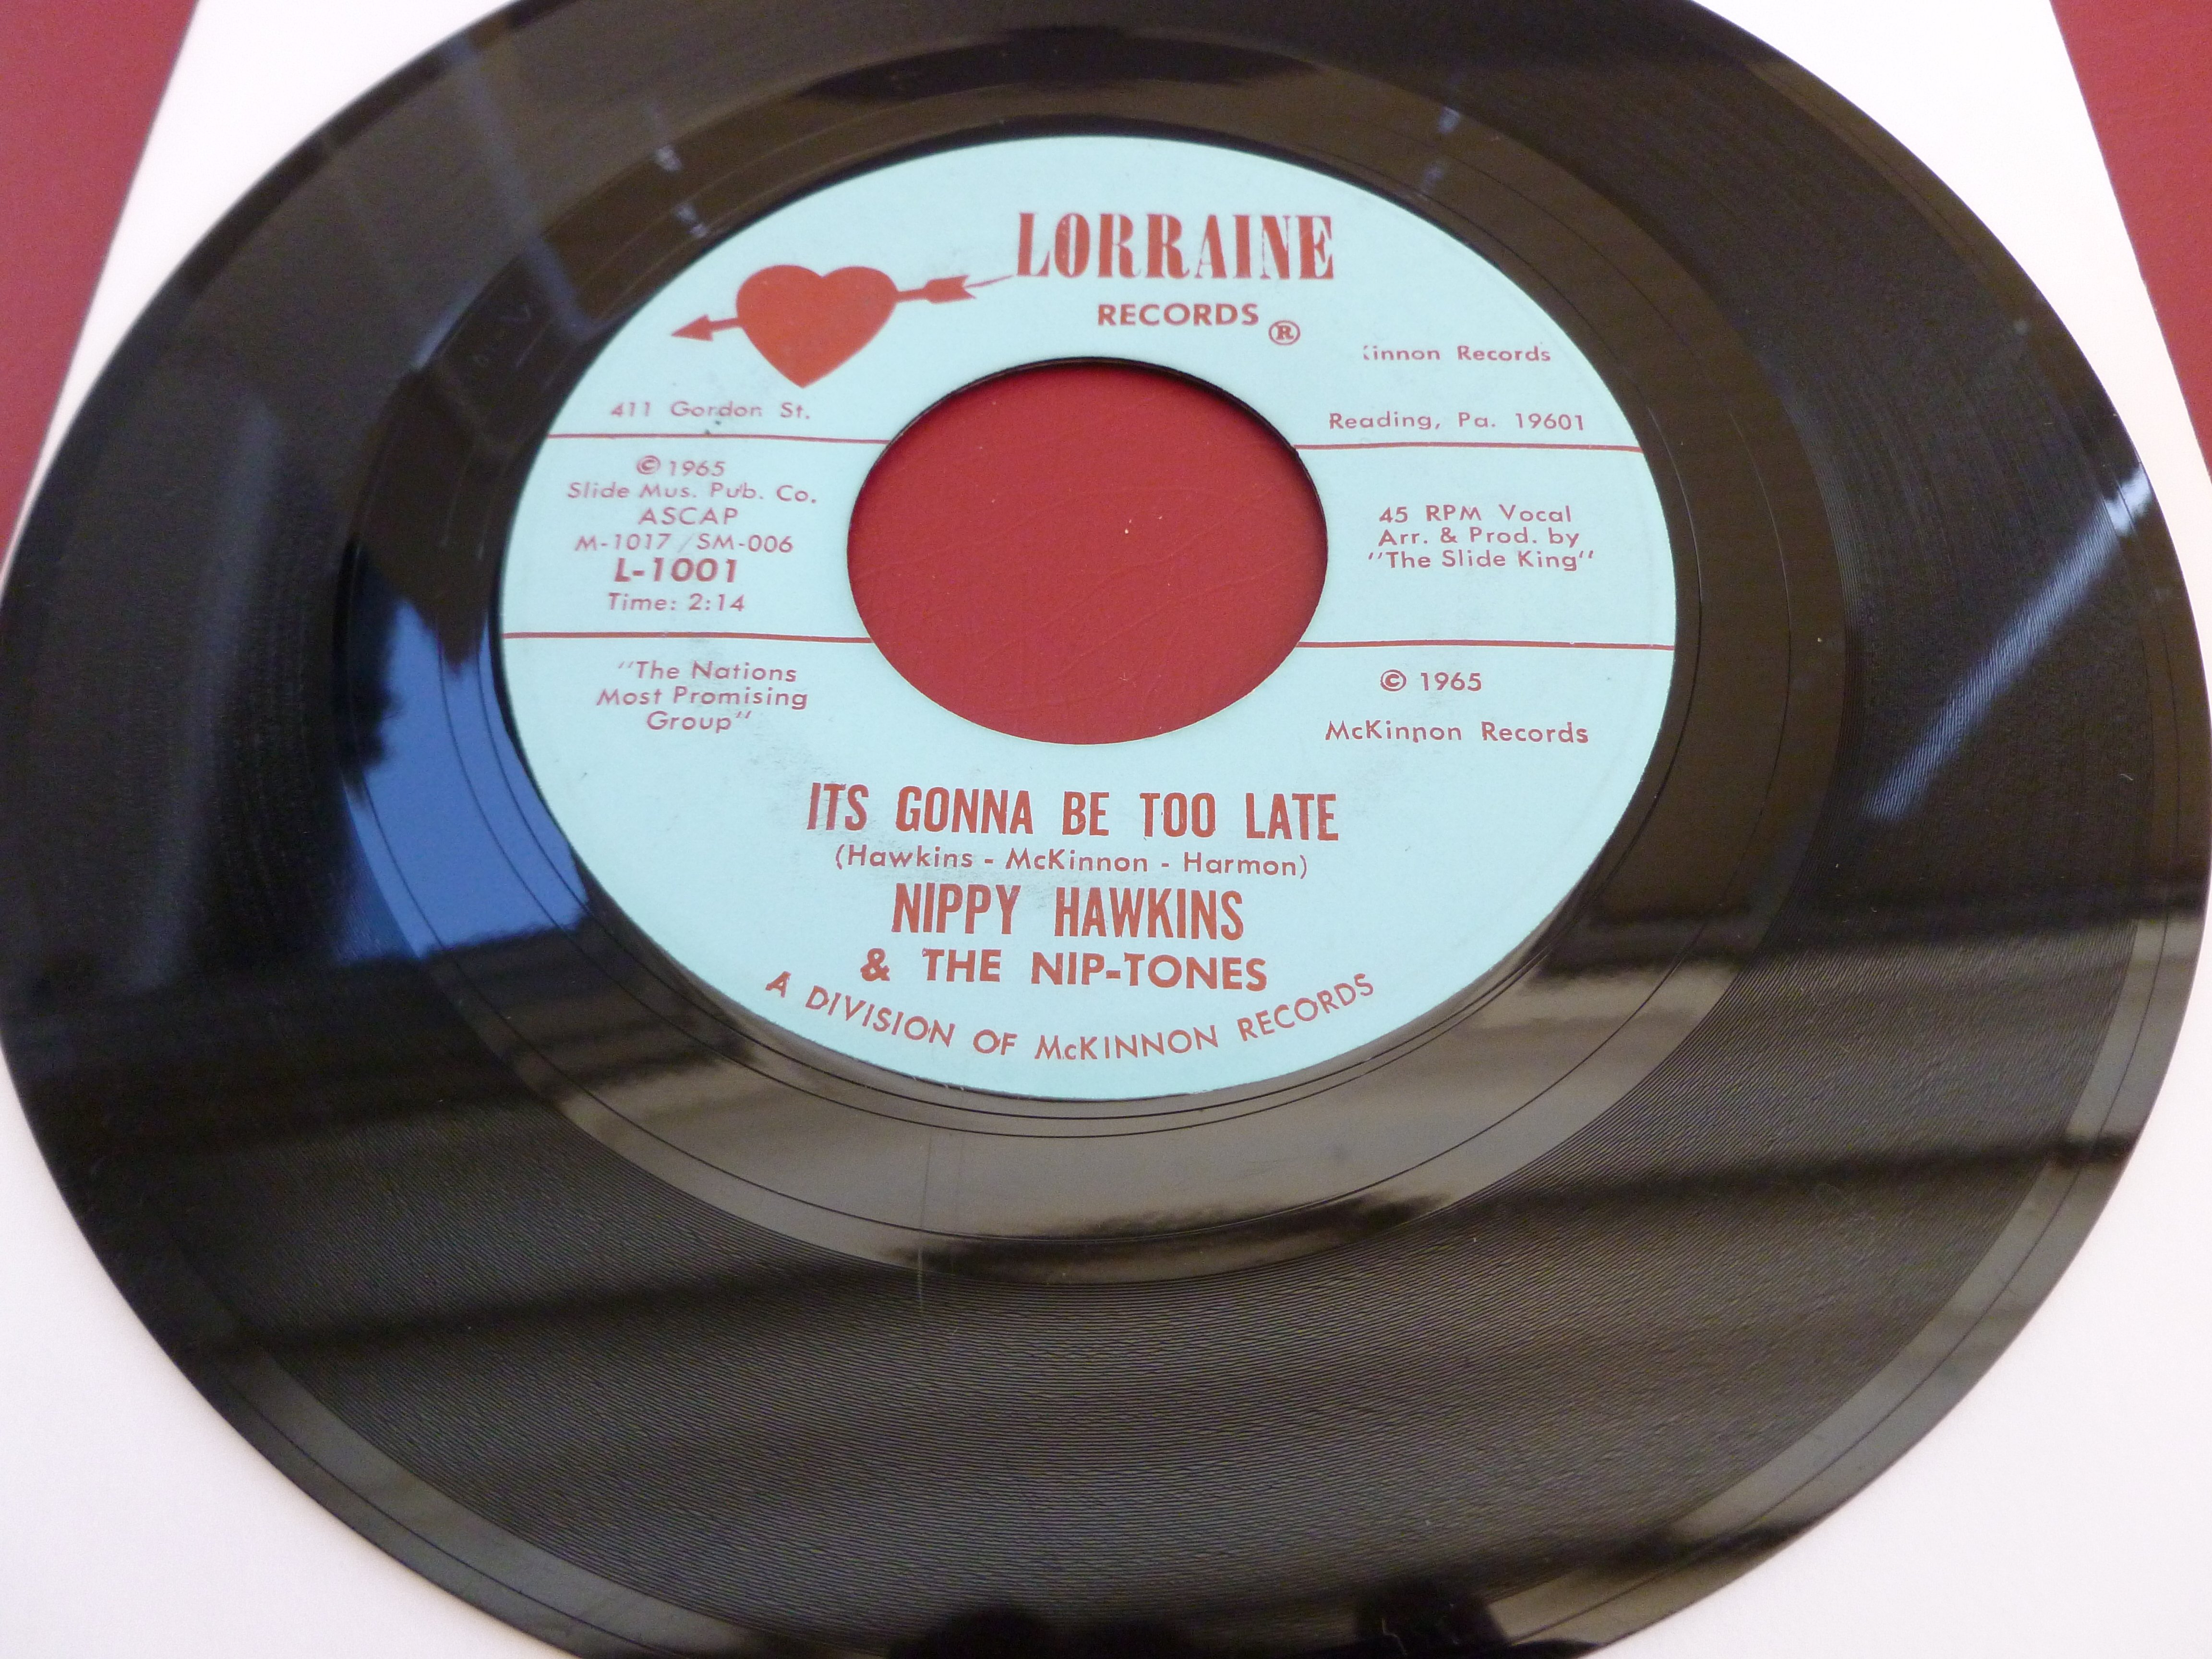 LORRAINE
RECORDS ®
innon Records
411 Gordon St.
Reading, Pa. 19601
© 1965
Slide Mus. Pub. Co.
ASCAP
M-1017/SM-006
L-1001
Time: 2:14
45 RPM Vocal
Arr. & Prod. by
"The Slide King"
"The Nations
Most Promising
Group"
© 1965
McKinnon Records
ITS GONNA BE TOO LATE
(Hawkins - McKinnon - Harmon)
NIPPY HAWKINS
& THE NIP-TONES
A DIVISION OF McKINNON RECORDS